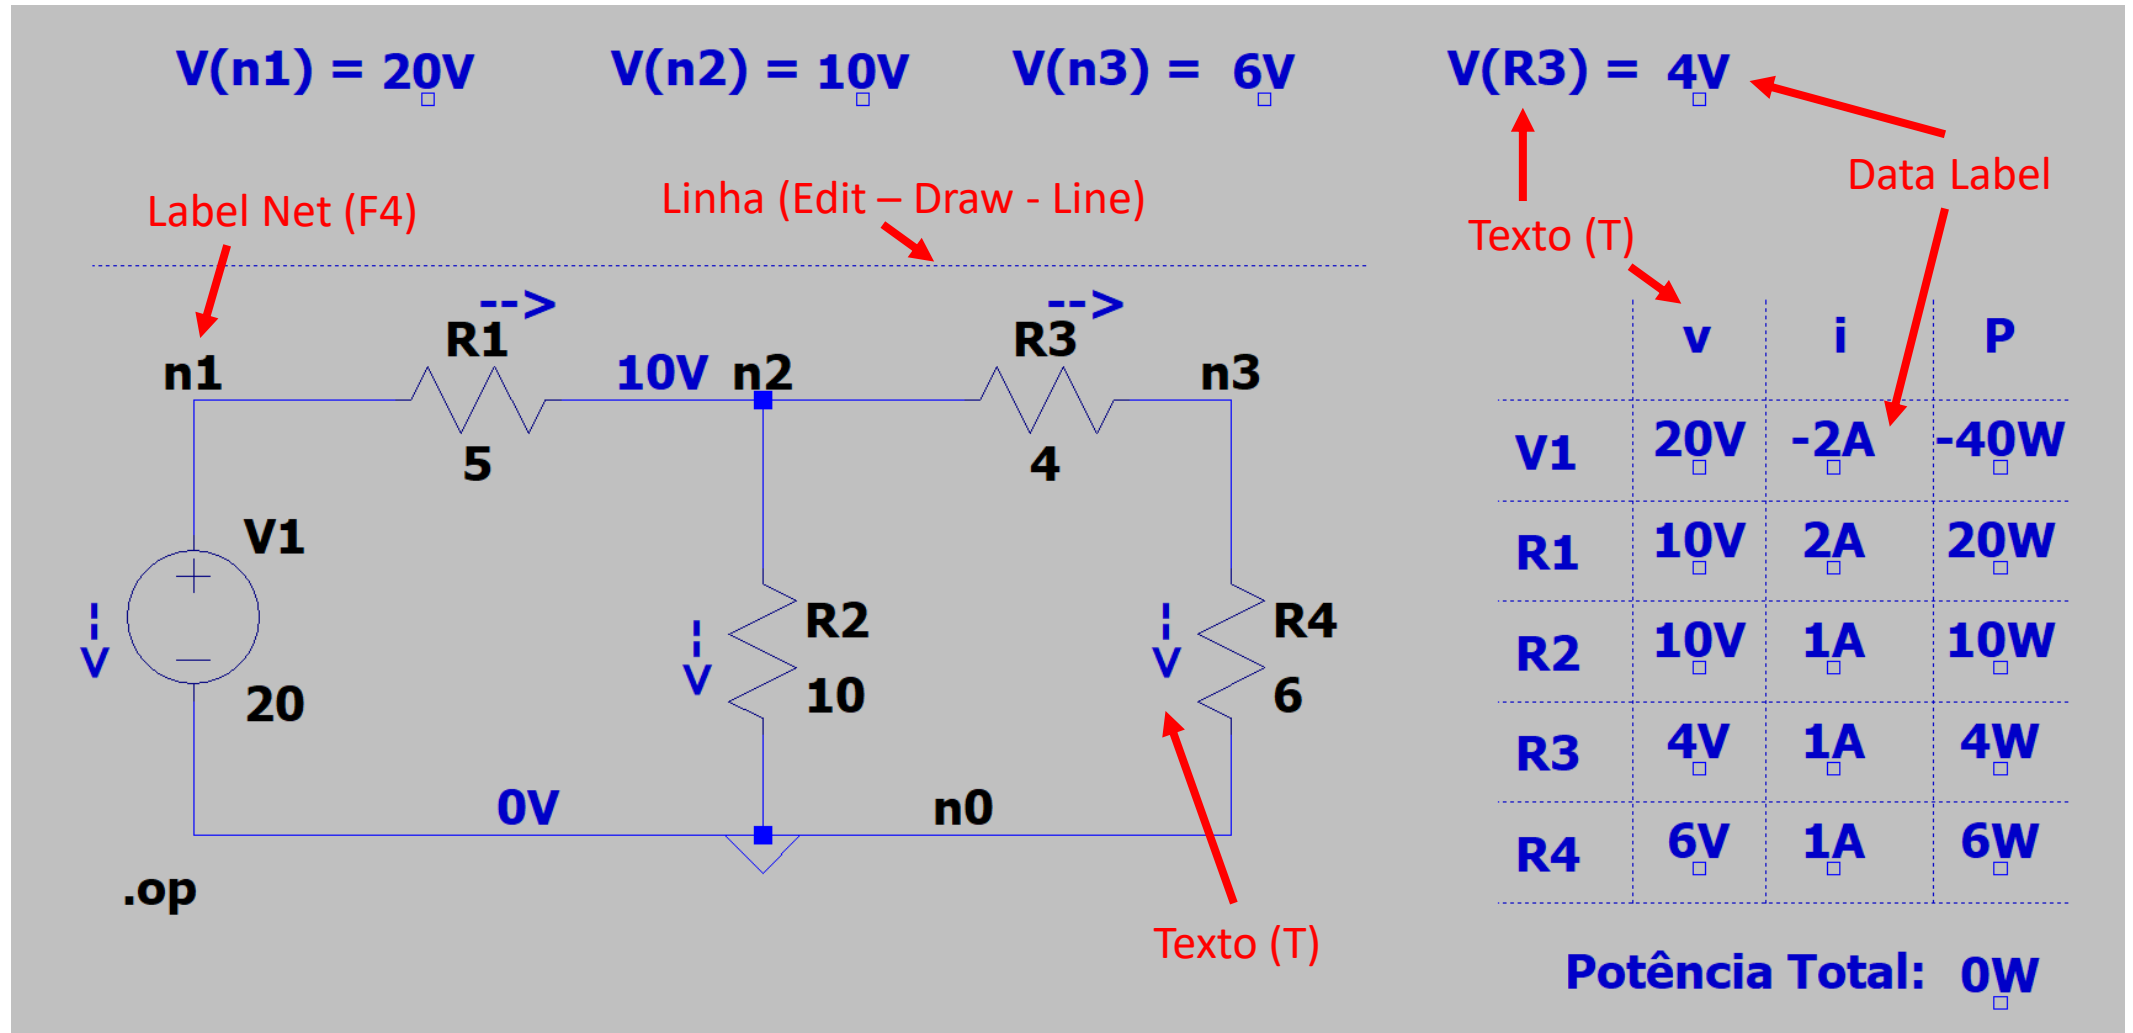 V(n1) = 20V V(n2) = 10V V(n3) = 6V V(R3) = 4V
Data Label
Label Net (F4) Linha (Edit – Draw - Line)
Texto (T)
--> -->
R1 R3
n1 10V n2 n3
5 4
V1
20
-->
R2
10
-->
R4
6
-->
0V n0
.op
Texto (T)
v i P
V1 20V -2A -40W
R1 10V 2A 20W
R2 10V 1A 10W
R3 4V 1A 4W
R4 6V 1A 6W
Potência Total: 0W